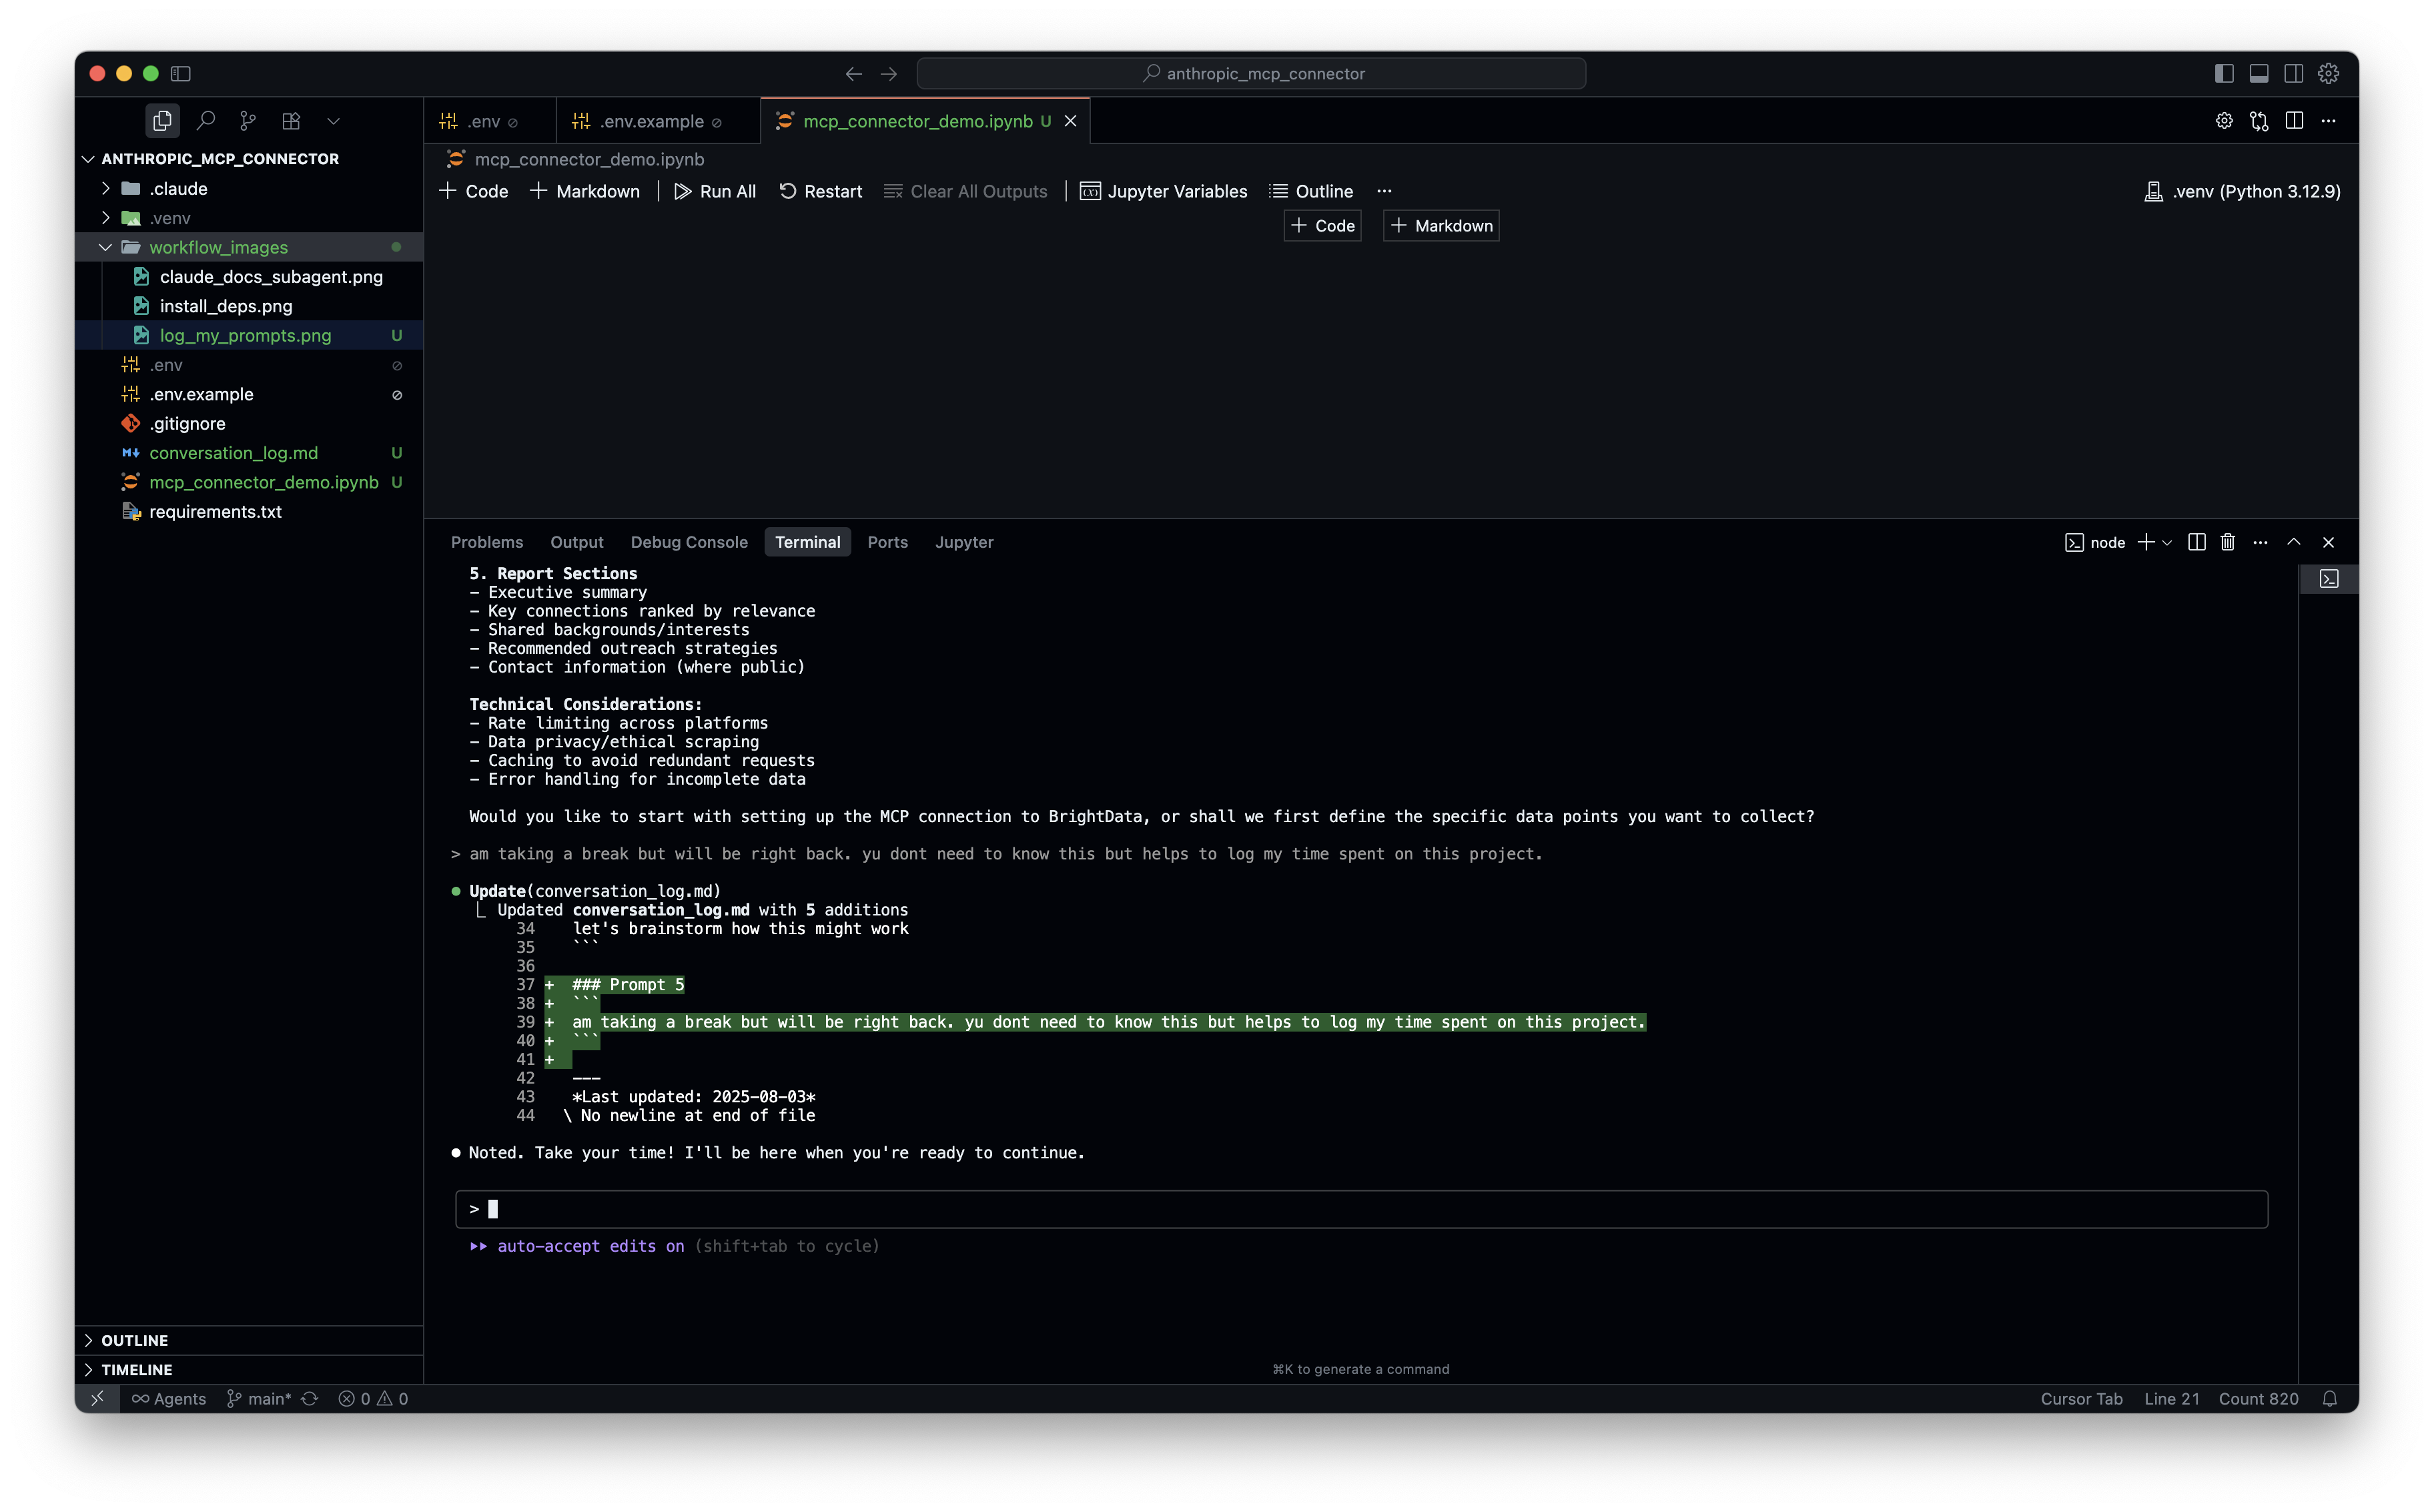 anthropic_mcp_connector
ANTHROPIC_MCP_CONNECTOR
.claude
.venv
workflow_images
claude_docs_subagent.png
install_deps.png
log_my_prompts.png U
.env
.env.example
.gitignore
conversation_log.md U
mcp_connector_demo.ipynb U
requirements.txt
OUTLINE
TIMELINE
.env .env.example mcp_connector_demo.ipynb U
mcp_connector_demo.ipynb
Code Markdown Run All Restart Clear All Outputs Jupyter Variables Outline ... .venv (Python 3.12.9)
+ Code + Markdown
Problems Output Debug Console Terminal Ports Jupyter node
5. Report Sections
- Executive summary
- Key connections ranked by relevance
- Shared backgrounds/interests
- Recommended outreach strategies
- Contact information (where public)
Technical Considerations:
- Rate limiting across platforms
- Data privacy/ethical scraping
- Caching to avoid redundant requests
- Error handling for incomplete data
Would you like to start with setting up the MCP connection to BrightData, or shall we first define the specific data points you want to collect?
> am taking a break but will be right back. yu dont need to know this but helps to log my time spent on this project.
Update(conversation_log.md)
Updated conversation_log.md with 5 additions
34 let's brainstorm how this might work
35 ```
36
37 + ### Prompt 5
38 + ```
39 + am taking a break but will be right back. yu dont need to know this but helps to log my time spent on this project.
40 + ```
41 +
42 ---
43 *Last updated: 2025-08-03*
44 \ No newline at end of file
Noted. Take your time! I'll be here when you're ready to continue.
>
auto-accept edits on (shift+tab to cycle)
⌘K to generate a command
Agents main* 0 0 Cursor Tab Line 21 Count 820